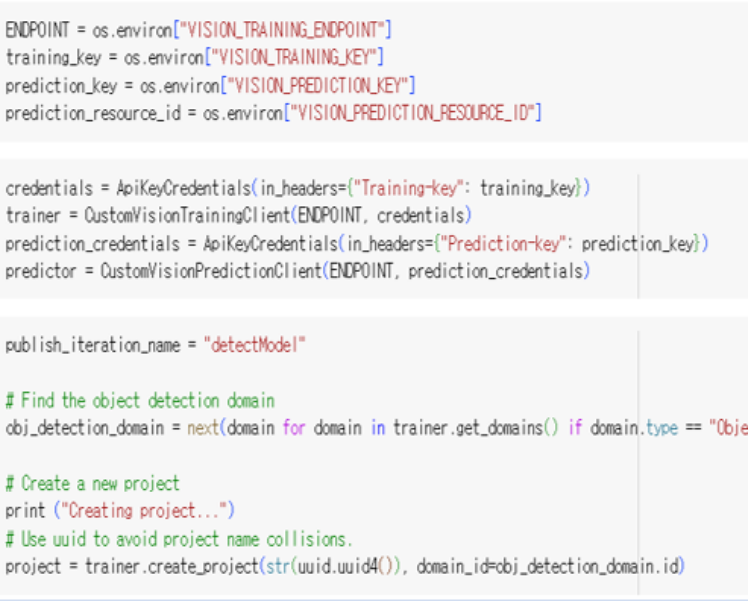 ENDPOINT = os.environ["VISION_TRAINING_ENDPOINT"]
training_key = os.environ["VISION_TRAINING_KEY"]
prediction_key = os.environ["VISION_PREDICTION_KEY"]
prediction_resource_id = os.environ["VISION_PREDICTION_RESOURCE_ID"]
credentials = ApiKeyCredentials(in_headers={"Training-key": training_key})
trainer = CustomVisionTrainingClient(ENDPOINT, credentials)
prediction_credentials = ApiKeyCredentials(in_headers={"Prediction-key": prediction_key})
predictor = CustomVisionPredictionClient(ENDPOINT, prediction_credentials)
publish_iteration_name = "detectModel"
# Find the object detection domain
obj_detection_domain = next(domain for domain in trainer.get_domains() if domain.type == "Obje
# Create a new project
print ("Creating project...")
# Use uuid to avoid project name collisions.
project = trainer.create_project(str(uuid.uuid4()), domain_id=obj_detection_domain.id)